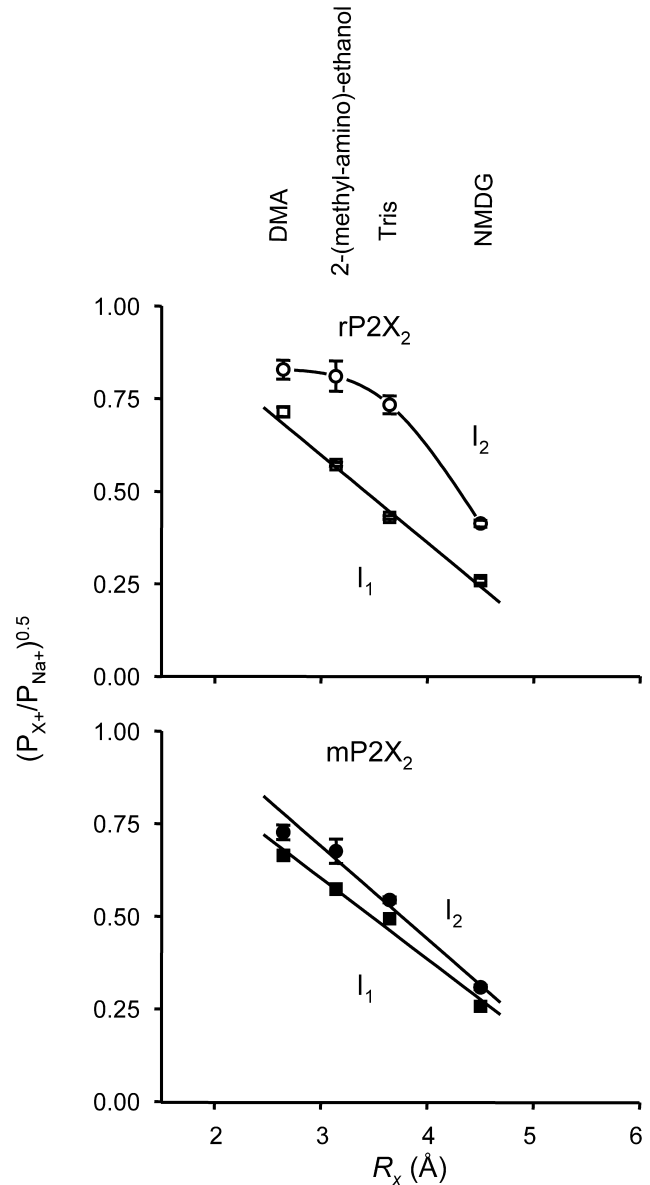 DMA
2-(methyl-amino)-ethanol
Tris
NMDG
rP2X2
1.00
0.75
0.50
0.25
0.00
I2
I1
(PX+/PNa+)0.5
mP2X2
1.00
0.75
0.50
0.25
0.00
I2
I1
2 3 4 5 6
Rx (Å)